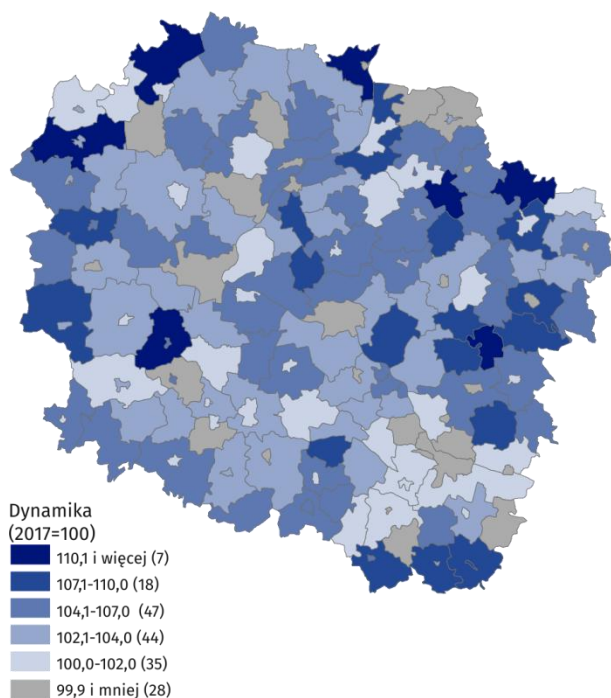 Dynamika
(2017=100)
110,1 i więcej (7)
107,1-110,0 (18)
104,1-107,0 (47)
102,1-104,0 (44)
100,0-102,0 (35)
99,9 i mniej (28)